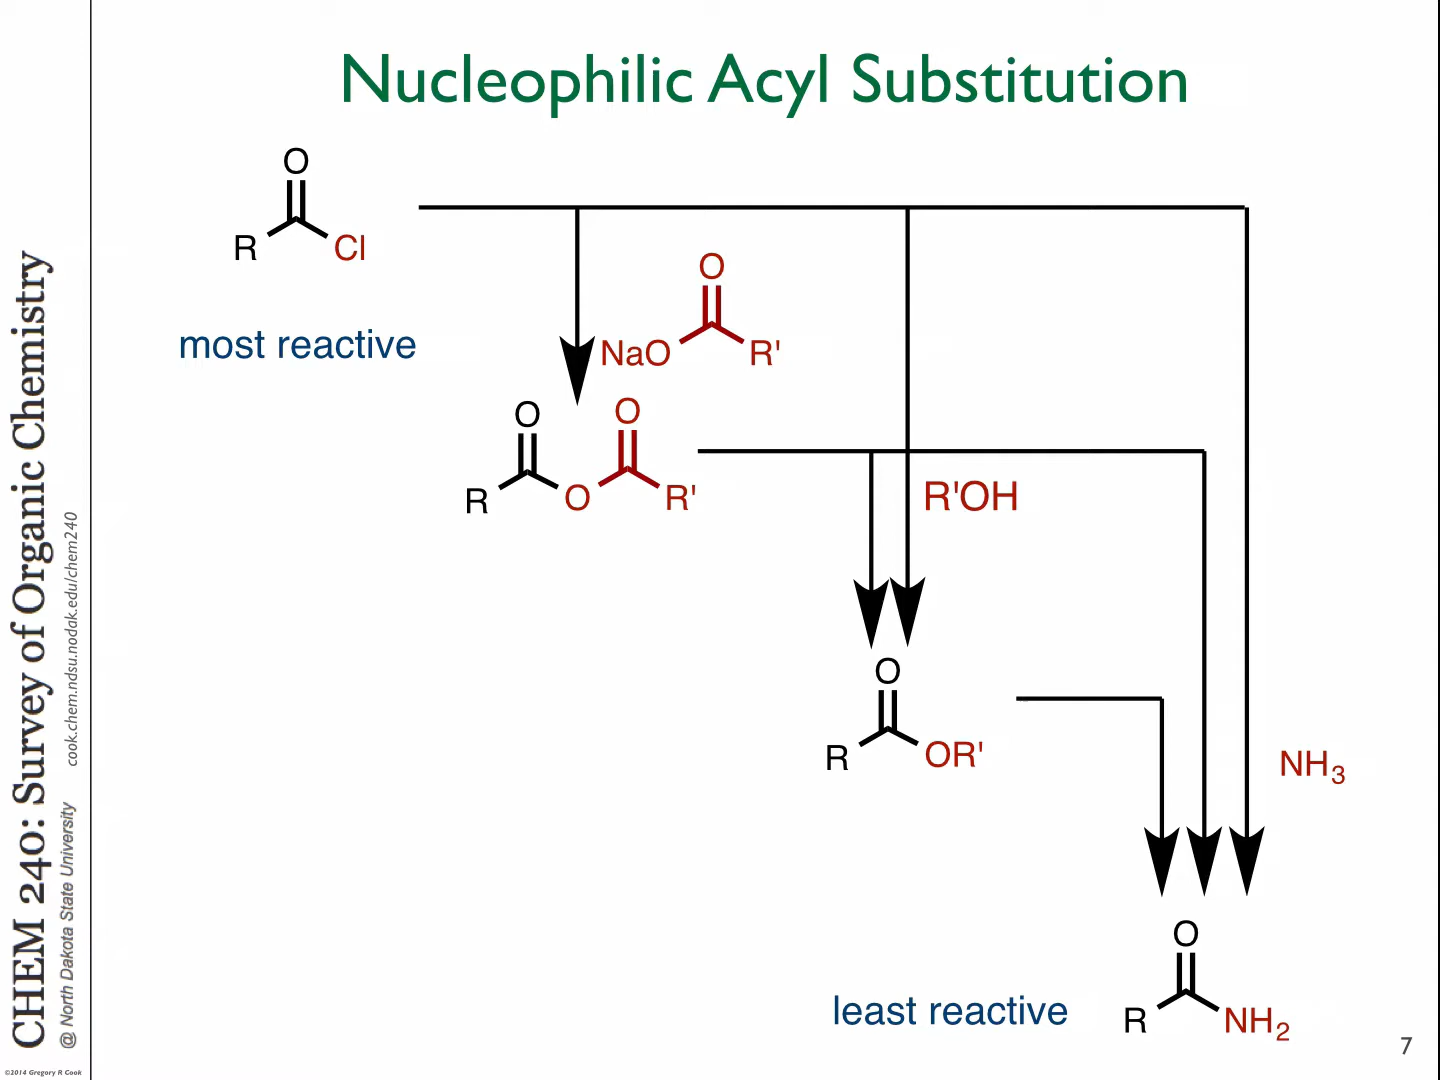 Nucleophilic Acyl Substitution
O
R
Cl
most reactive
O
NaO
R'
O
O
R
O
R'
R'OH
O
R
OR'
NH3
O
R
NH2
least reactive
7
CHEM 240: Survey of Organic Chemistry
@ North Dakota State University
cook.chem.ndsu.nodak.edu/chem240
©2014 Gregory R Cook